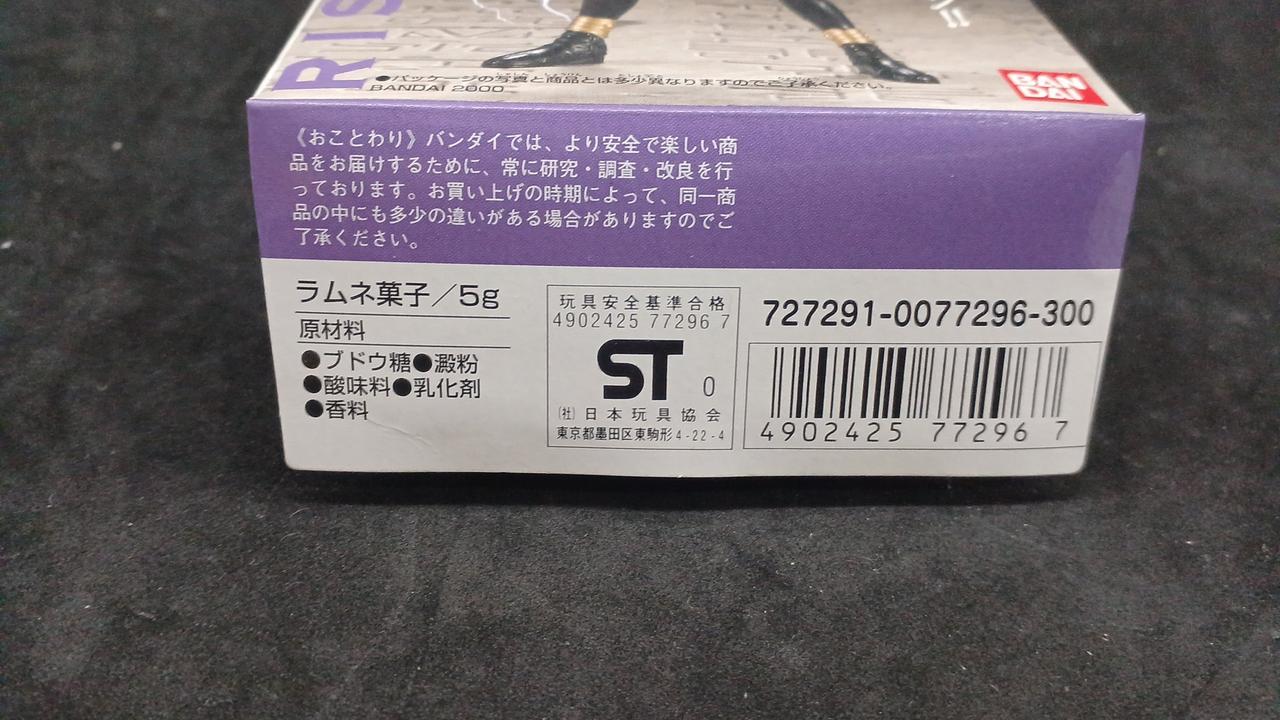 RIS
●パッケージの写真と商品とは多少異なりますのでご了承ください。
BANDAI 2000
BAN
DAI
《おことわり》バンダイでは、より安全で楽しい商
品をお届けするために、常に研究・調査・改良を行
っております。お買い上げの時期によって、同一商
品の中にも多少の違いがある場合がありますのでご
了承ください。
ラムネ菓子／5g
原材料
●ブドウ糖●澱粉
●酸味料●乳化剤
●香料
玩具安全基準合格
4902425 77296 7
ST 0
(社)日本玩具協会
東京都墨田区東駒形4-22-4
727291-0077296-300
4902425 77296 7